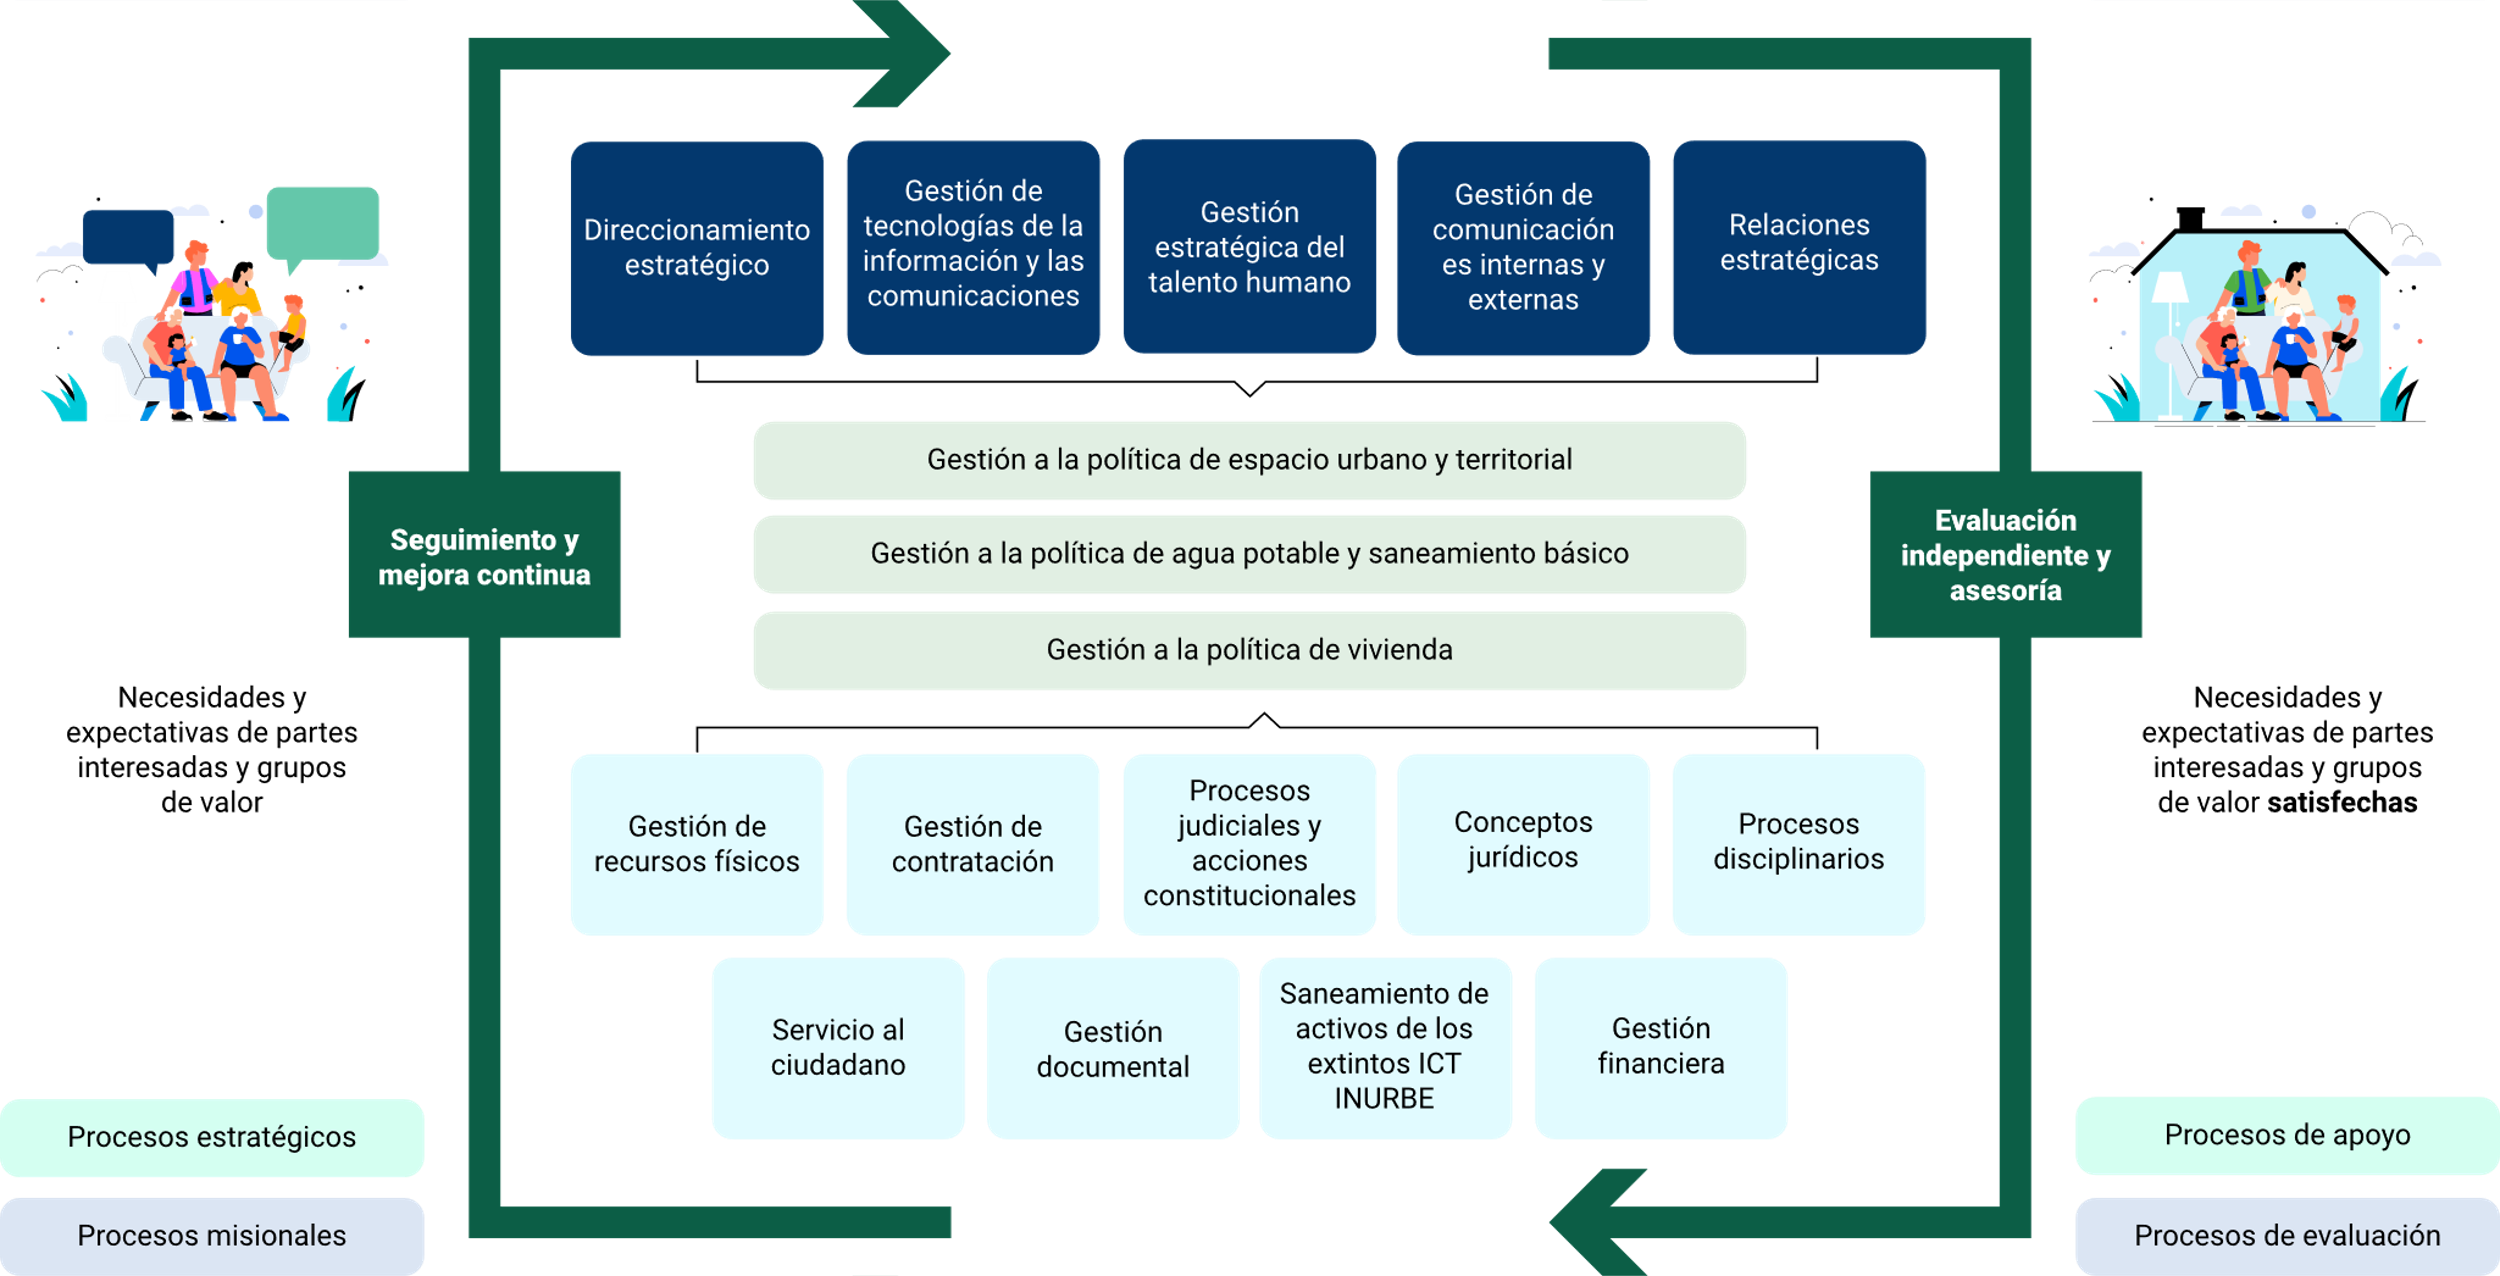 Direccionamiento
estratégico
Gestión de
tecnologías de la
información y las
comunicaciones
Gestión
estratégica del
talento humano
Gestión de
comunicación
es internas y
externas
Relaciones
estratégicas
Gestión a la política de espacio urbano y territorial
Gestión a la política de agua potable y saneamiento básico
Gestión a la política de vivienda
Seguimiento y
mejora continua
Evaluación
independiente y
asesoría
Necesidades y
expectativas de partes
interesadas y grupos
de valor
Necesidades y
expectativas de partes
interesadas y grupos
de valor satisfechas
Gestión de
recursos físicos
Gestión de
contratación
Procesos
judiciales y
acciones
constitucionales
Conceptos
jurídicos
Procesos
disciplinarios
Servicio al
ciudadano
Gestión
documental
Saneamiento de
activos de los
extintos ICT
INURBE
Gestión
financiera
Procesos estratégicos
Procesos misionales
Procesos de apoyo
Procesos de evaluación